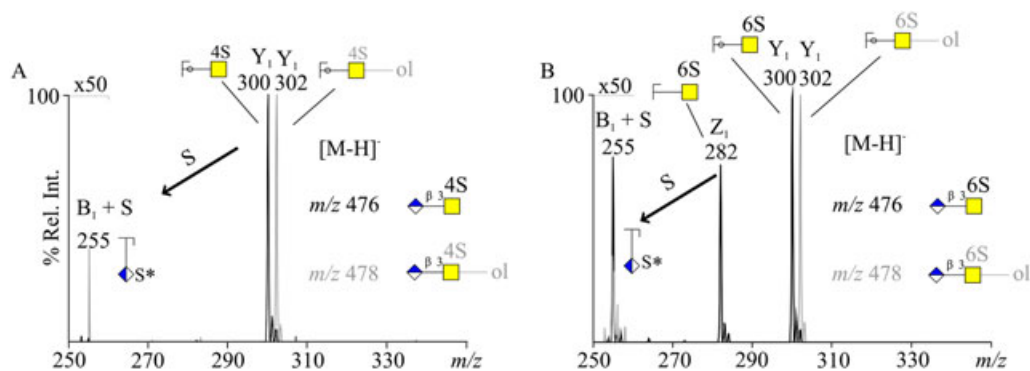 A
x50
100
% Rel. Int.
4S
Y₁ Y₁
300 302
4S
ol
[M-H]⁻
S
B₁ + S
255
S*
m/z 476
β 3 4S
m/z 478
β 3 4S
ol
250 270 290 310 330 m/z
B
x50
100
B₁ + S
255
6S
6S
Y₁ Y₁
300 302
6S
ol
Z₁
282
[M-H]⁻
S
S*
m/z 476
β 3 6S
m/z 478
β 3 6S
ol
250 270 290 310 330 m/z